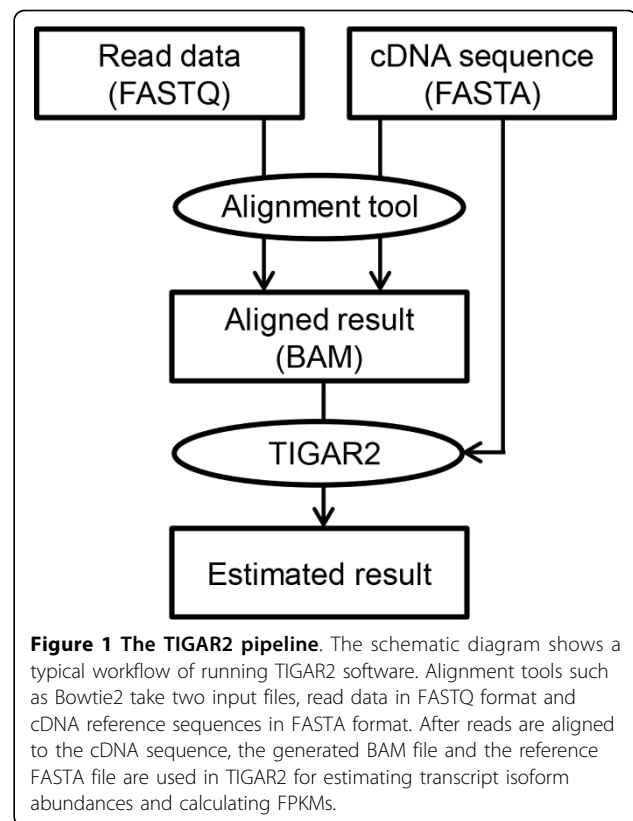 Read data
(FASTQ)
cDNA sequence
(FASTA)
Alignment tool
Aligned result
(BAM)
TIGAR2
Estimated result
Figure 1 The TIGAR2 pipeline. The schematic diagram shows a
typical workflow of running TIGAR2 software. Alignment tools such
as Bowtie2 take two input files, read data in FASTQ format and
cDNA reference sequences in FASTA format. After reads are aligned
to the cDNA sequence, the generated BAM file and the reference
FASTA file are used in TIGAR2 for estimating transcript isoform
abundances and calculating FPKMs.